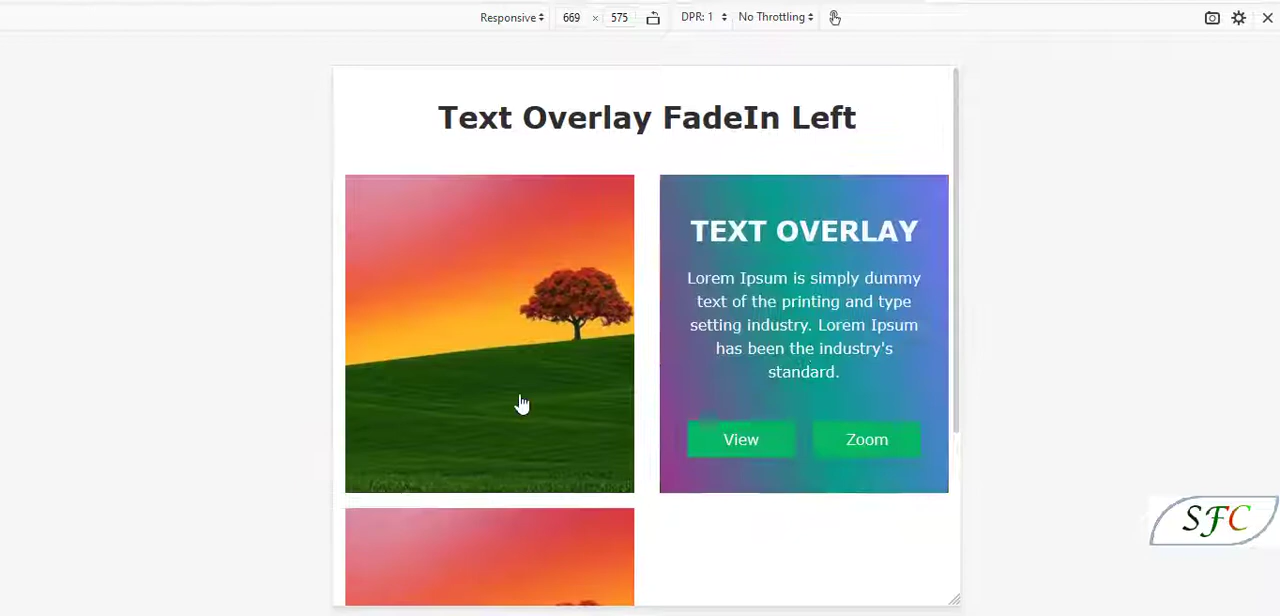 Responsive 669 × 575 DPR: 1 No Throttling
Text Overlay FadeIn Left
TEXT OVERLAY
Lorem Ipsum is simply dummy
text of the printing and type
setting industry. Lorem Ipsum
has been the industry's
standard.
View Zoom
SFC